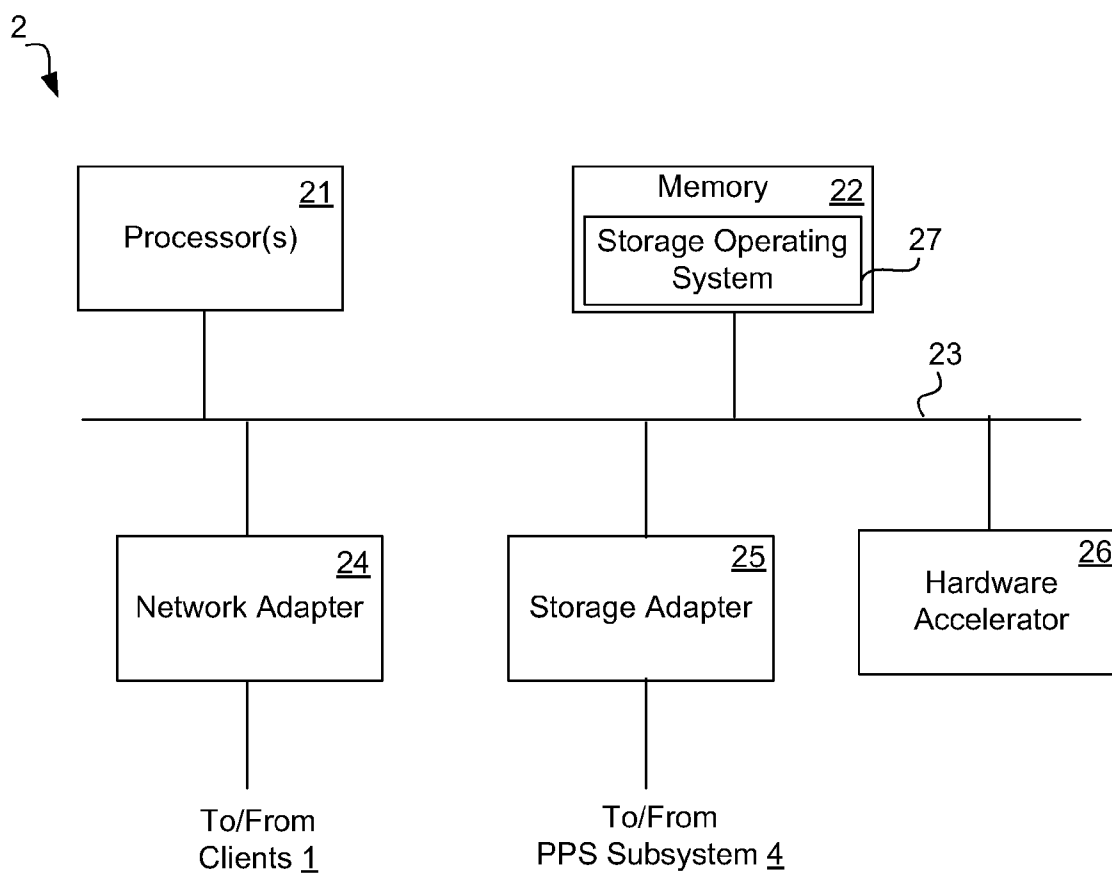 2
21
Processor(s)
Memory 22
Storage Operating
System
27
23
24
Network Adapter
25
Storage Adapter
26
Hardware
Accelerator
To/From
Clients 1
To/From
PPS Subsystem 4